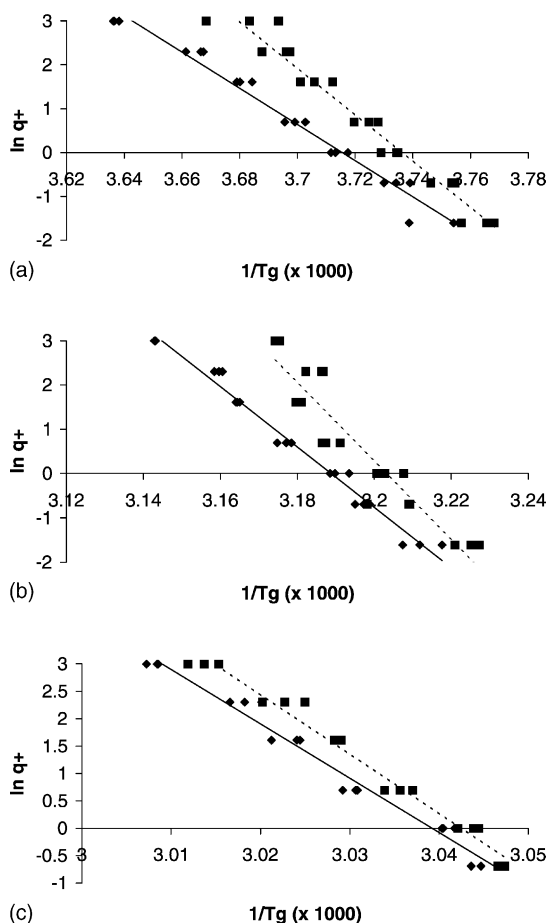 3
2
1
ln q+
0
3.62 3.64 3.66 3.68 3.7 3.72 3.74 3.76 3.78
-1
-2
(a)
1/Tg (x 1000)
3
2
1
ln q+
0
3.12 3.14 3.16 3.18 3.2 3.22 3.24
-1
-2
(b)
1/Tg (x 1000)
3
2.5
2
1.5
ln q+
1
0.5
0
3 3.01 3.02 3.03 3.04 3.05
-0.5
-1
(c)
1/Tg (x 1000)